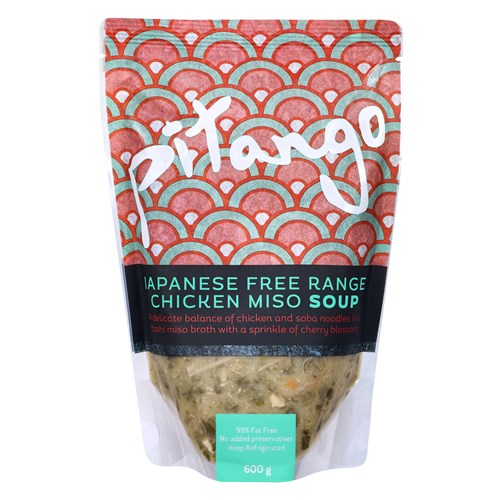 pitango
JAPANESE FREE RANGE
CHICKEN MISO SOUP
A delicate balance of chicken and soba noodles in a
dashi miso broth with a sprinkle of cherry blossom
99% Fat Free
No added preservatives
Keep Refrigerated
600 g